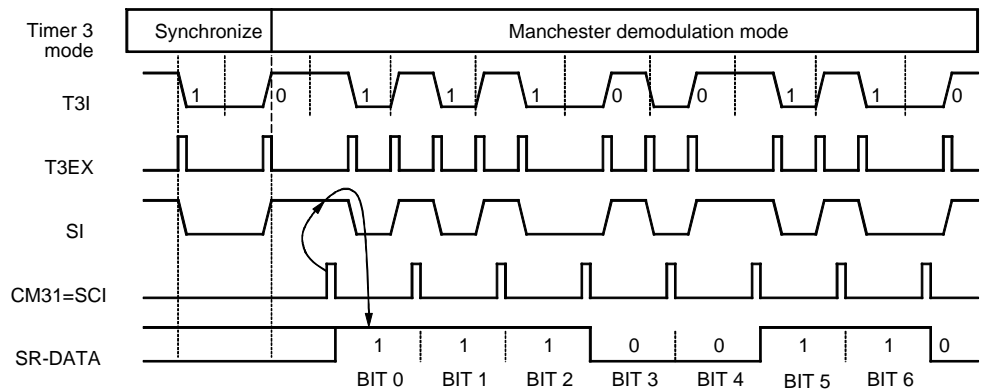 Timer 3 mode
Synchronize
Manchester demodulation mode
T3I
1 0 1 1 1 0 0 1 1 0
T3EX
SI
CM31=SCI
SR-DATA
1 1 1 0 0 1 1 0
BIT 0 BIT 1 BIT 2 BIT 3 BIT 4 BIT 5 BIT 6